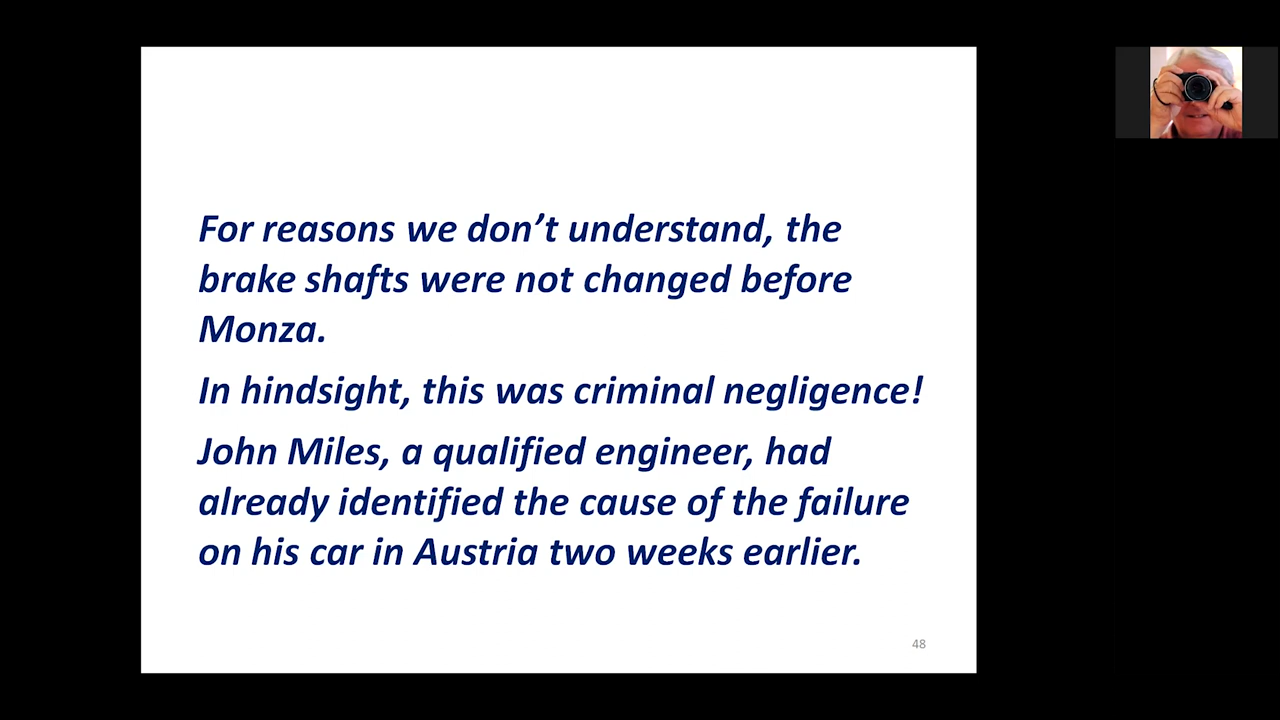 For reasons we don’t understand, the
brake shafts were not changed before
Monza.
In hindsight, this was criminal negligence!
John Miles, a qualified engineer, had
already identified the cause of the failure
on his car in Austria two weeks earlier.
48